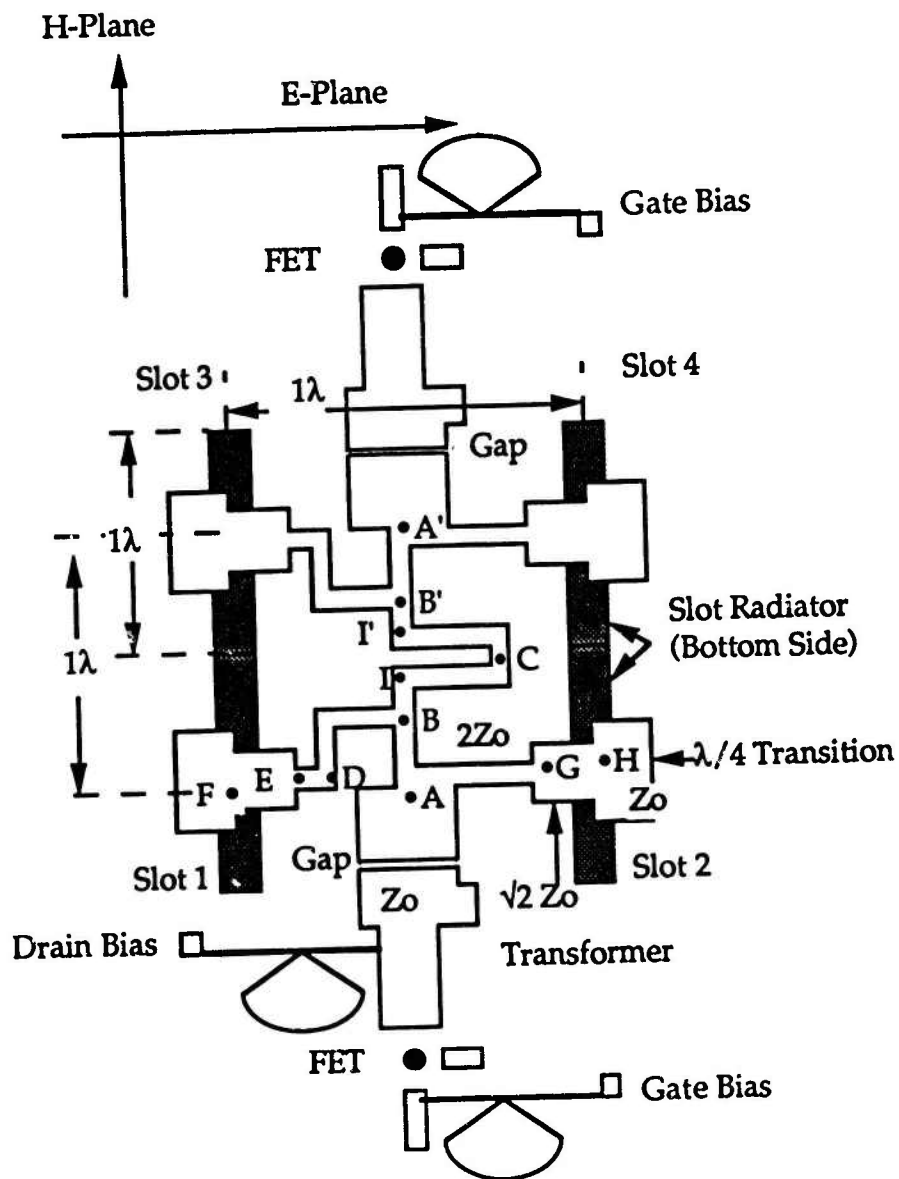 H-Plane
E-Plane
Gate Bias
FET
Slot 3
1λ
Slot 4
Gap
A'
1λ
B'
I'
Slot Radiator
(Bottom Side)
C
1λ
I
B
2Zo
G
H
λ/4 Transition
F
E
D
A
Zo
Gap
Slot 1
Slot 2
Zo
√2 Zo
Drain Bias
Transformer
FET
Gate Bias